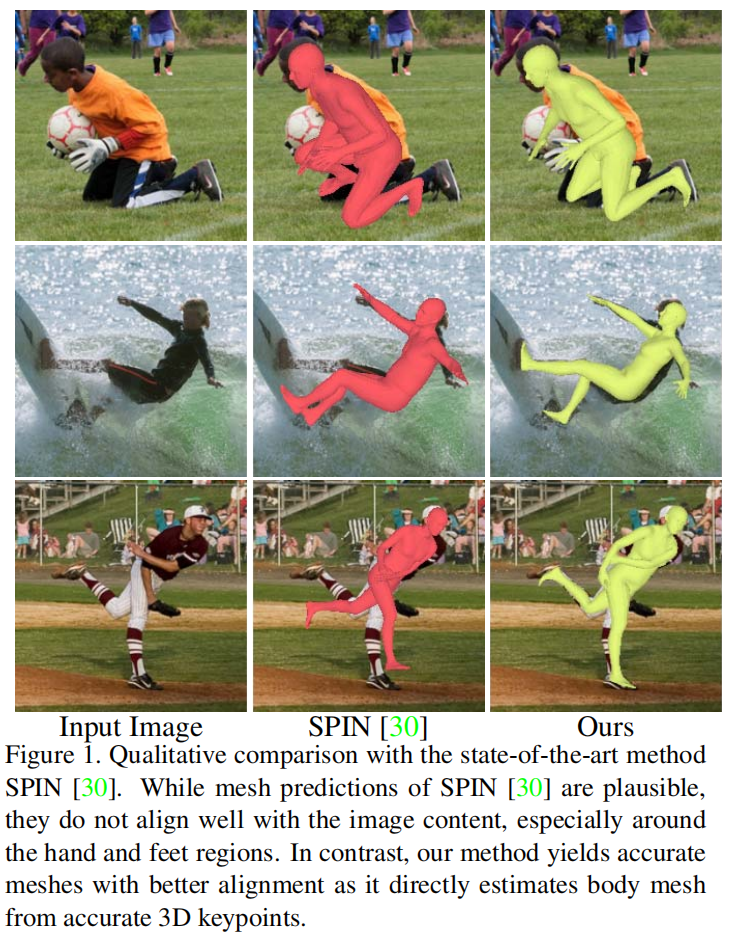 Input Image
SPIN [30]
Ours
Figure 1. Qualitative comparison with the state-of-the-art method
SPIN [30]. While mesh predictions of SPIN [30] are plausible,
they do not align well with the image content, especially around
the hand and feet regions. In contrast, our method yields accurate
meshes with better alignment as it directly estimates body mesh
from accurate 3D keypoints.